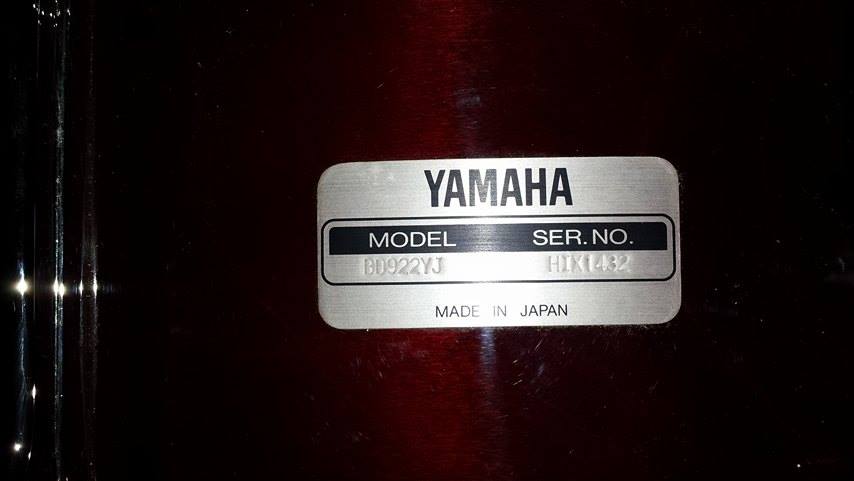 YAMAHA
MODEL SER. NO.
BD922YJ HIX1432
MADE IN JAPAN